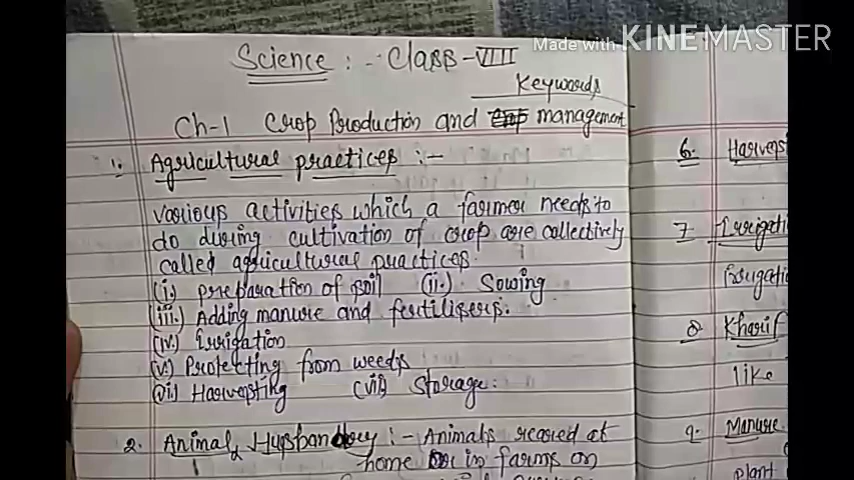 Made with KINEMASTER
Science : - Class - VIII
Keywords
Ch-1 Crop Production and management
1. Agricultural practices :-
various activities which a farmer needs to
do during cultivation of crop are collectively
called agricultural practices.
(i) preparation of soil (ii.) Sowing
(iii.) Adding manure and fertilisers.
(iv.) Irrigation
(v.) Protecting from weeds
(vi) Harvesting (vii) storage.
2. Animal Husbandry :- Animals reared at
home or in farms on
6. Harvest
7. Irrigati
irrigatio
8. Kharif
like
9. Manure
plant